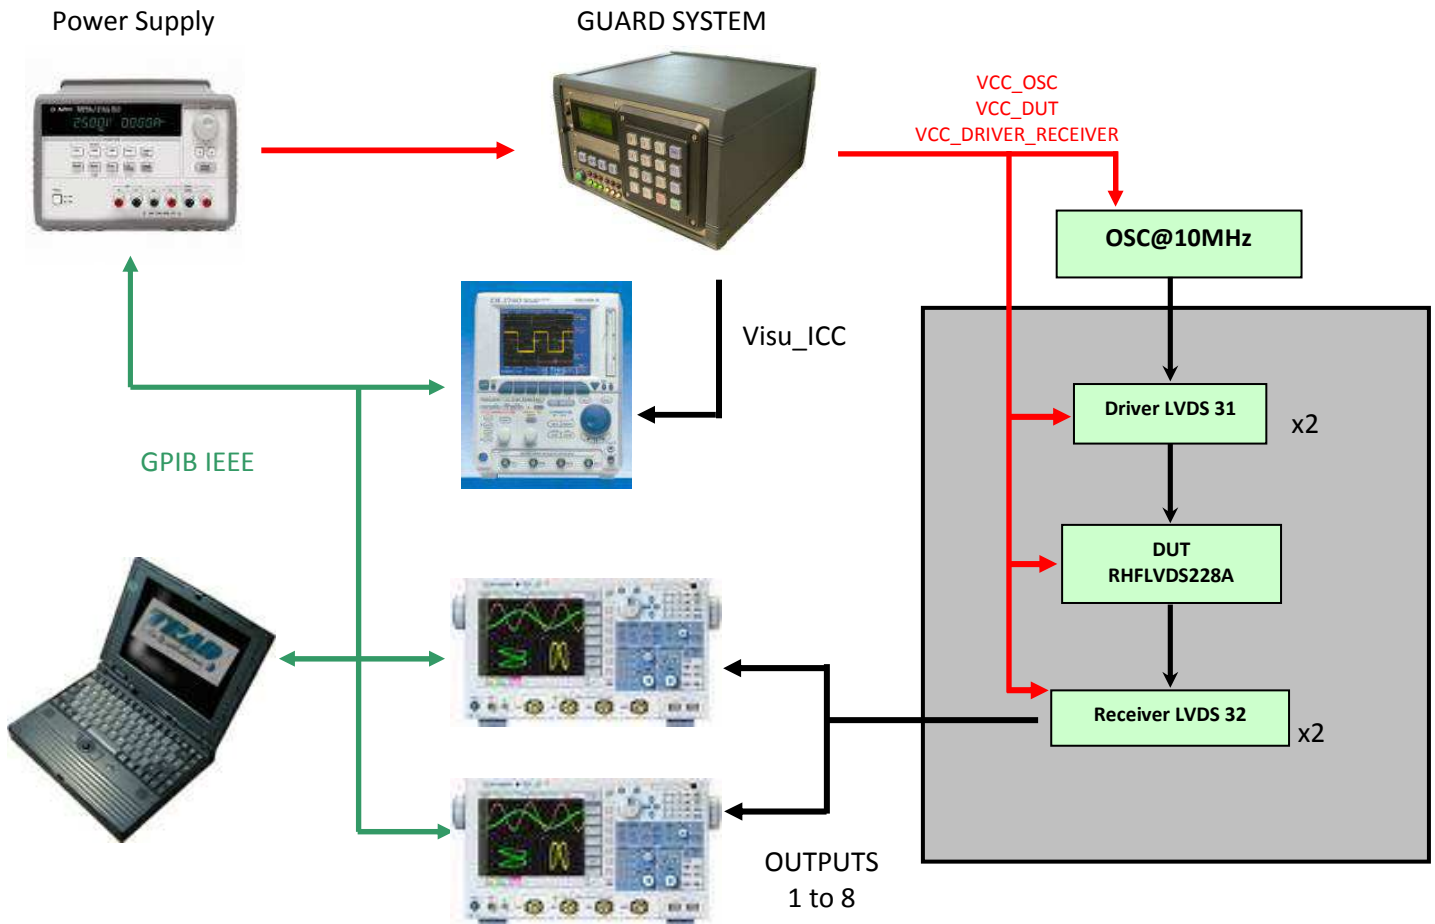 Power Supply
GUARD SYSTEM
VCC_OSC
VCC_DUT
VCC_DRIVER_RECEIVER
OSC@10MHz
Visu_ICC
Driver LVDS 31
x2
GPIB IEEE
DUT
RHFLVDS228A
TRAD
Receiver LVDS 32
x2
OUTPUTS
1 to 8